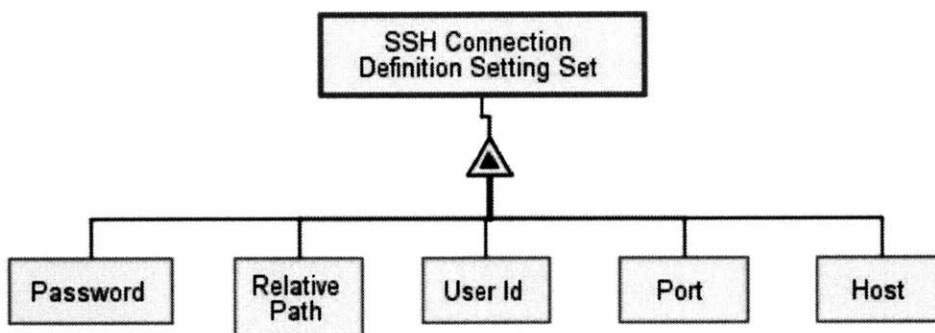 SSH Connection
Definition Setting Set
Password
Relative
Path
User Id
Port
Host